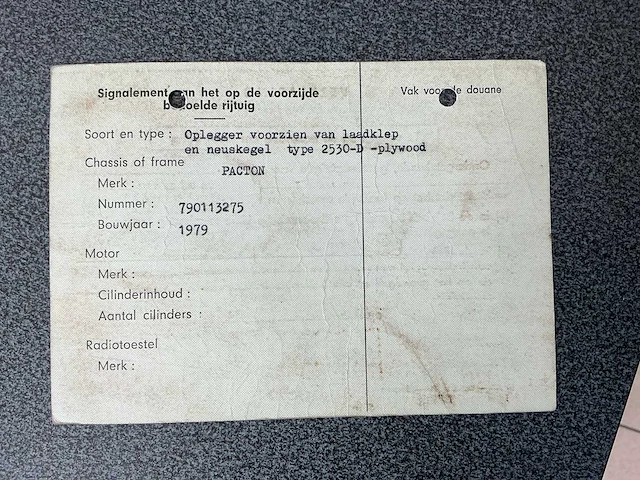 Signalement van het op de voorzijde
bedoelde rijtuig
Vak voor de douane
Soort en type : Oplegger voorzien van laadklep
en neuskegel type 2530-D -plywood
Chassis of frame
PACTON
Merk :
Nummer : 790113275
Bouwjaar : 1979
Motor
Merk :
Cilinderinhoud :
Aantal cilinders :
Radiotoestel
Merk :